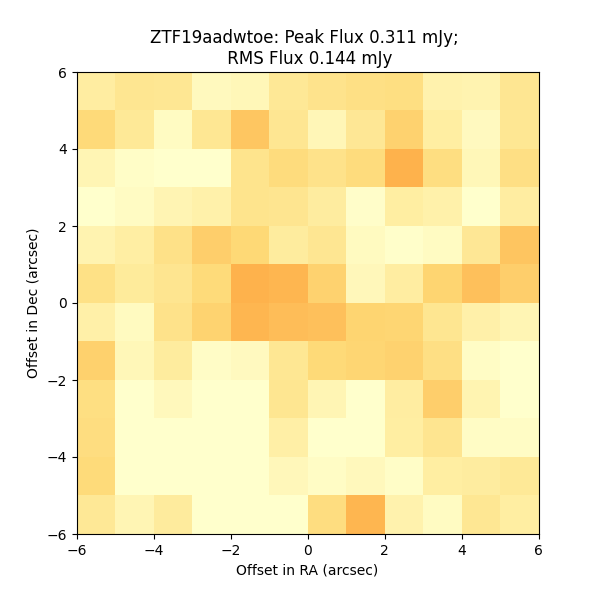 ZTF19aadwtoe: Peak Flux 0.311 mJy;
RMS Flux 0.144 mJy
6
4
2
0
−2
−4
−6
Offset in Dec (arcsec)
−6 −4 −2 0 2 4 6
Offset in RA (arcsec)